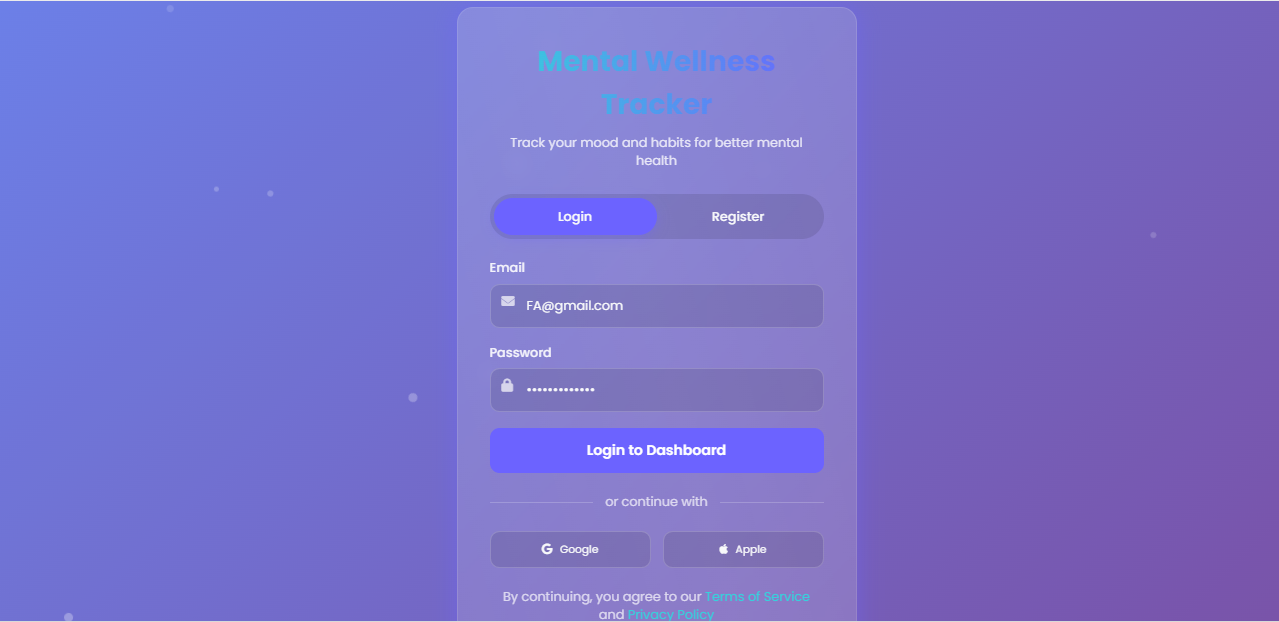 Mental Wellness
Tracker
Track your mood and habits for better mental
health
Login Register
Email
FA@gmail.com
Password
•••••••••••••
Login to Dashboard
or continue with
Google Apple
By continuing, you agree to our Terms of Service
and Privacy Policy